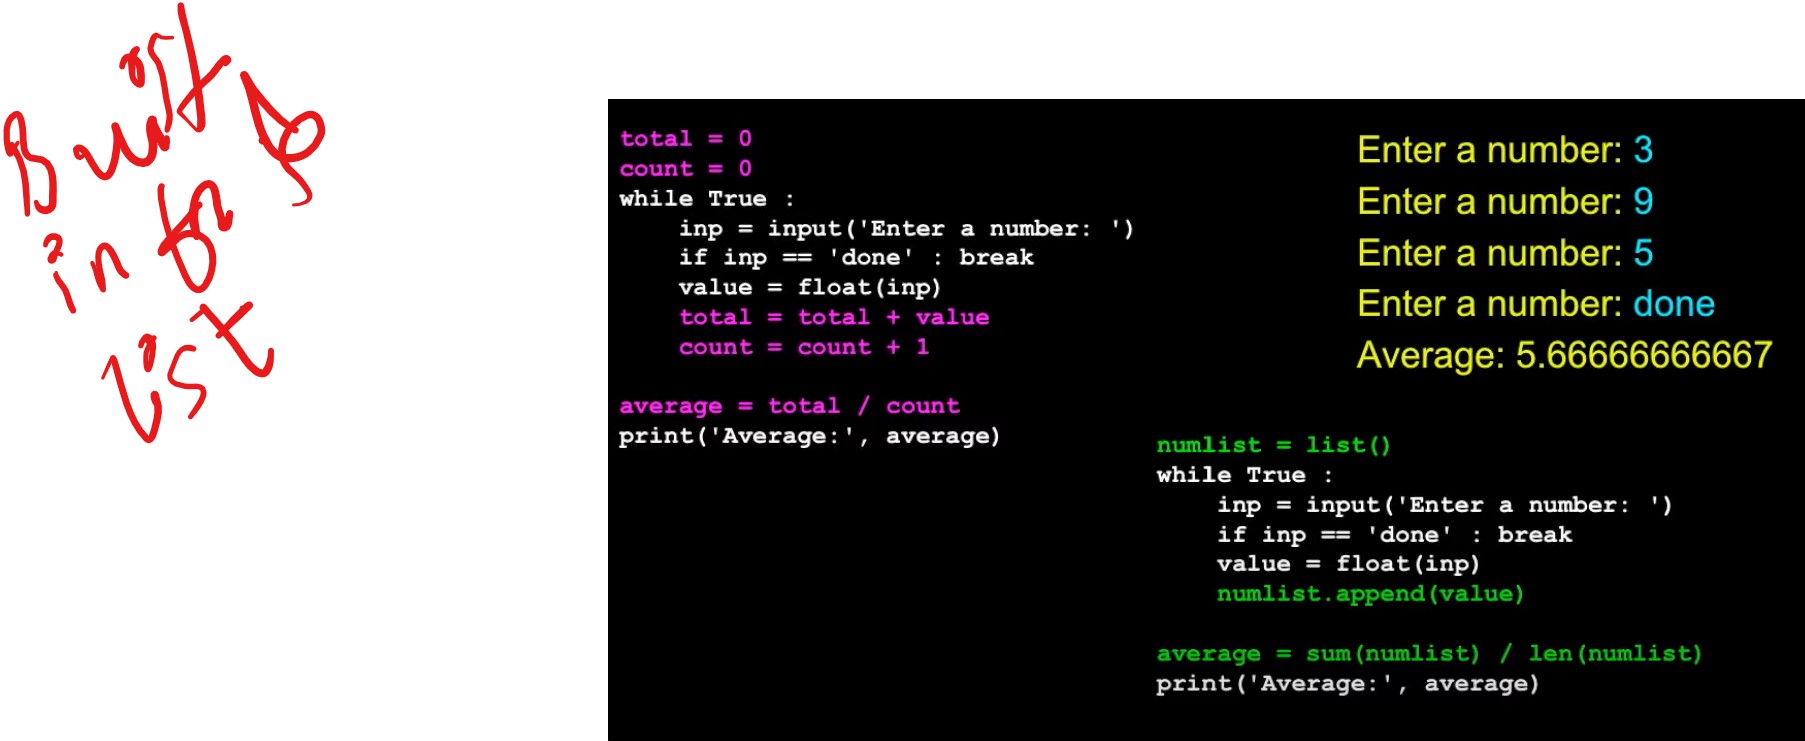 in
list
total = 0
count = 0
while True :
    inp = input('Enter a number: ')
    if inp == 'done' : break
    value = float(inp)
    total = total + value
    count = count + 1
average = total / count
print('Average:', average)
Enter a number: 3
Enter a number: 9
Enter a number: 5
Enter a number: done
Average: 5.66666666667
numlist = list()
while True :
    inp = input('Enter a number: ')
    if inp == 'done' : break
    value = float(inp)
    numlist.append(value)
average = sum(numlist) / len(numlist)
print('Average:', average)